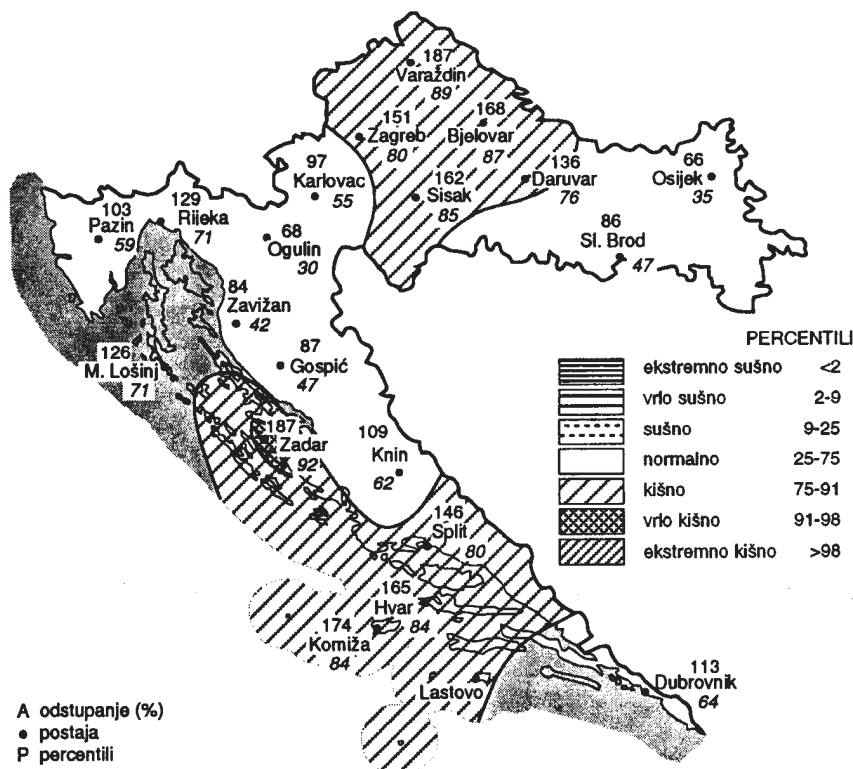 187
Varaždin
89
151
Zagreb
80
168
Bjelovar
87
97
Karlovac
55
162
Sisak
85
136
Daruvar
76
66
Osijek
35
103
Pazin
59
129
Rijeka
71
68
Ogulin
30
86
Sl. Brod
47
84
Zavižan
42
126
M. Lošinj
71
87
Gospić
47
187
Zadar
92
109
Knin
62
146
Split
80
165
Hvar
84
174
Komiža
84
Lastovo
113
Dubrovnik
64
PERCENTILI
ekstremno sušno <2
vrlo sušno 2-9
sušno 9-25
normalno 25-75
kišno 75-91
vrlo kišno 91-98
ekstremno kišno >98
A odstupanje (%)
• postaja
P percentili